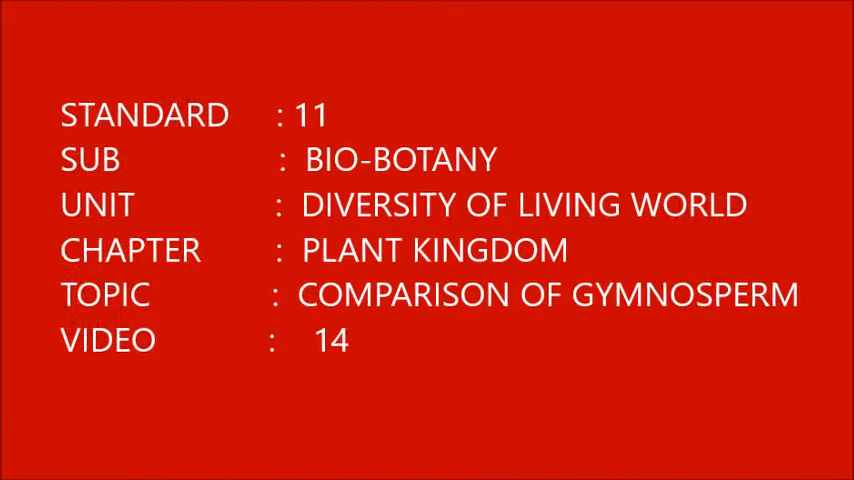 STANDARD : 11
SUB : BIO-BOTANY
UNIT : DIVERSITY OF LIVING WORLD
CHAPTER : PLANT KINGDOM
TOPIC : COMPARISON OF GYMNOSPERM
VIDEO : 14